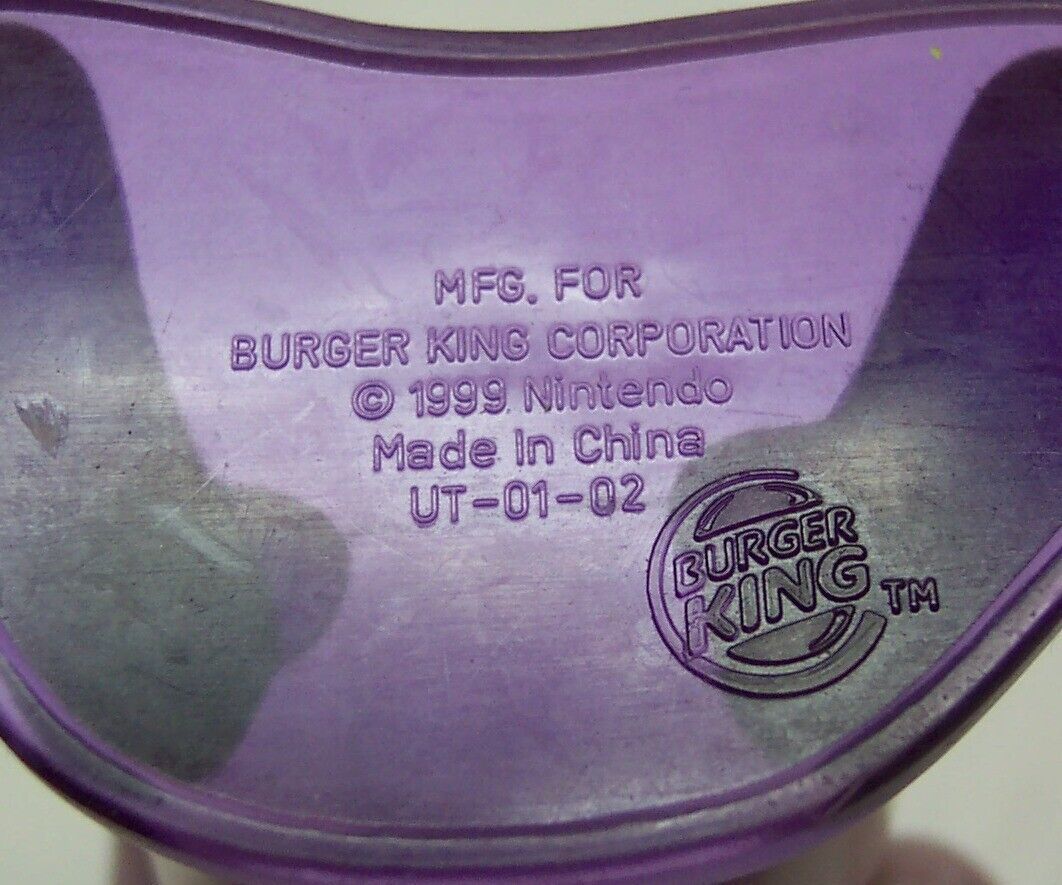 MFG. FOR
BURGER KING CORPORATION
© 1999 Nintendo
Made In China
UT-01-02
BURGER
KING TM